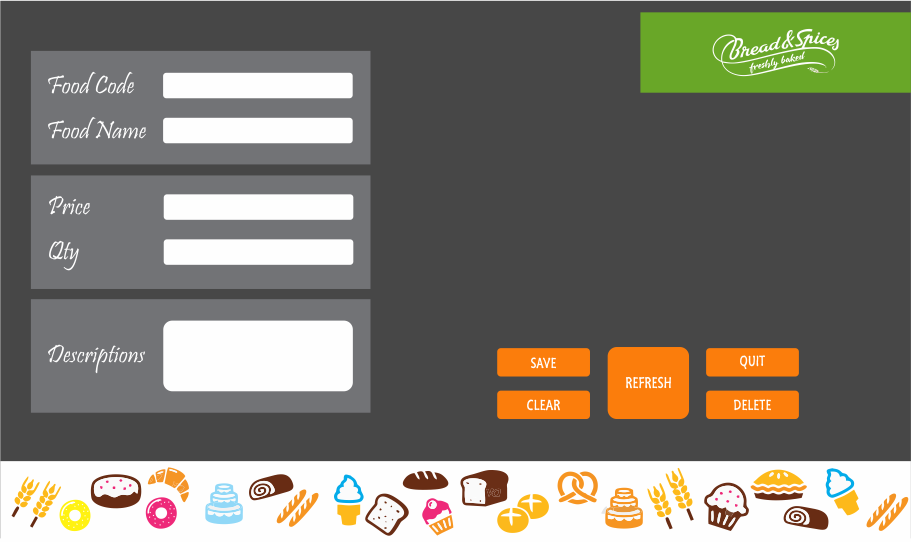 Bread&Spices
freshly baked
Food Code
Food Name
Price
Qty
Descriptions
SAVE
REFRESH
QUIT
CLEAR
DELETE